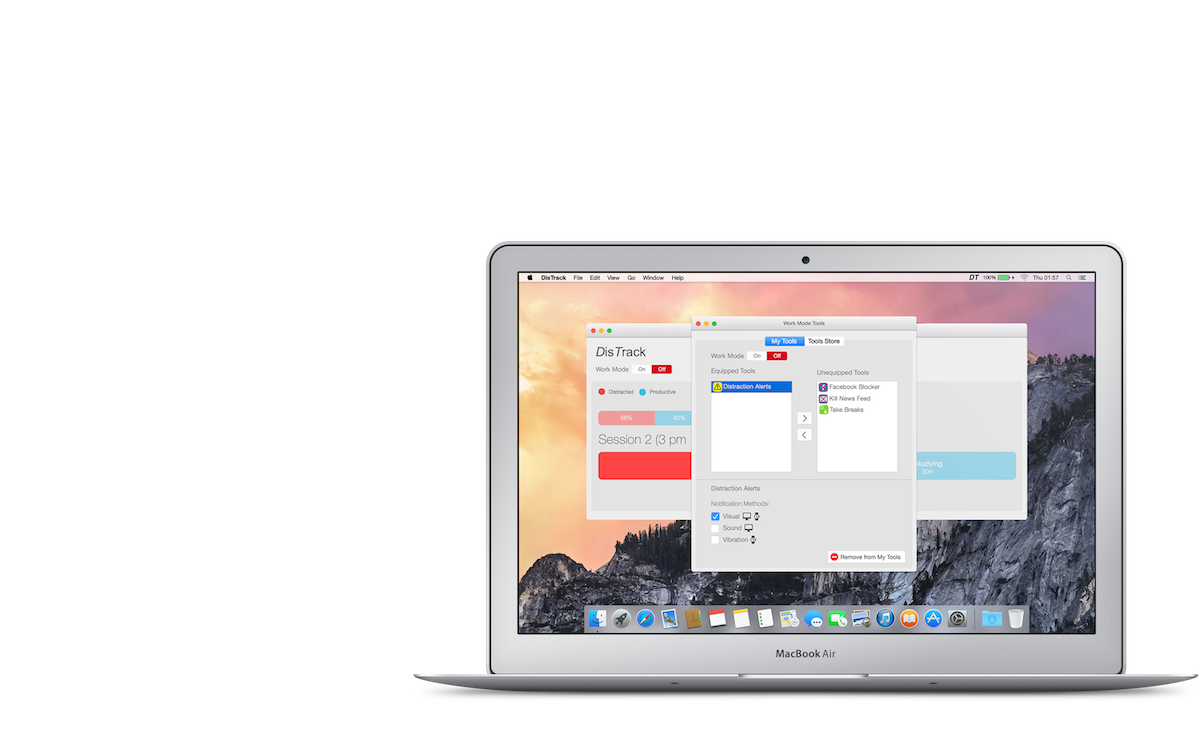 DisTrack File Edit View Go Window Help DT 100% Thu 01:57
Work Mode Tools
My Tools Tools Store
DisTrack
Work Mode On Off
Distracted Productive
58% 42%
Session 2 (3 pm
Studying
30m
Work Mode On Off
Equipped Tools
Distraction Alerts
Unequipped Tools
Facebook Blocker
Kill News Feed
Take Breaks
Distraction Alerts
Notification Methods:
Visual
Sound
Vibration
Remove from My Tools
MacBook Air